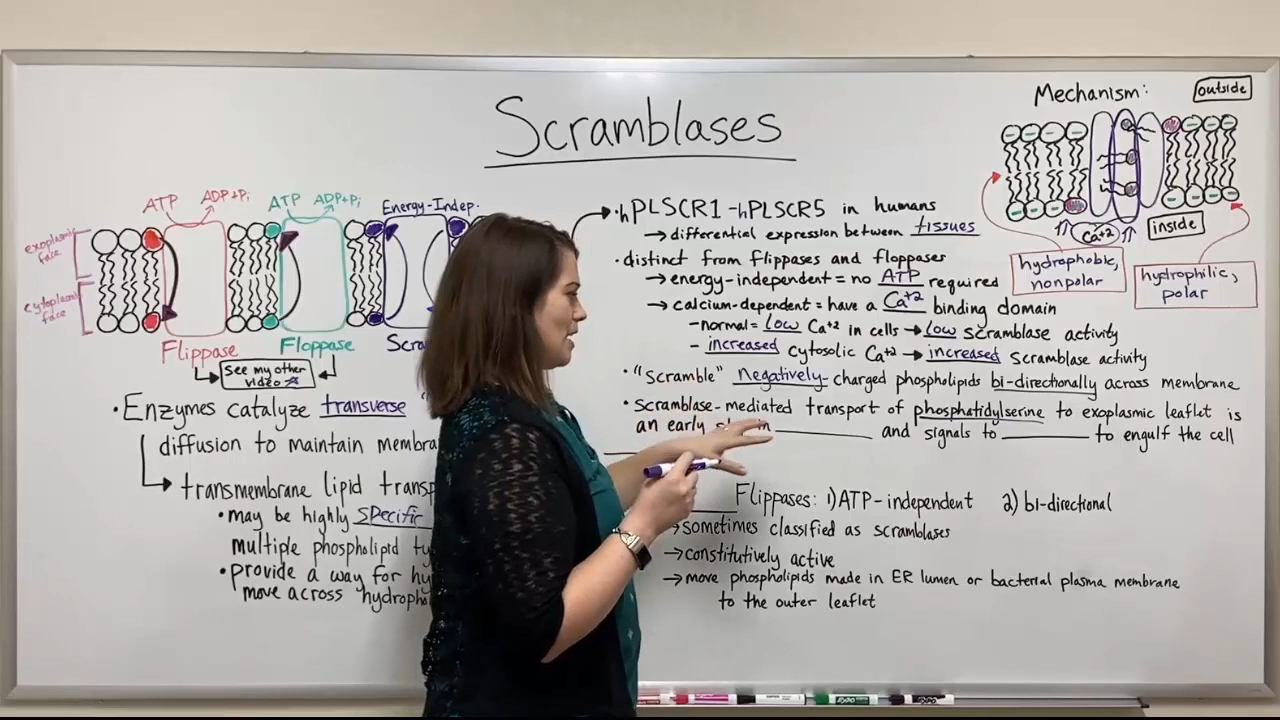 Scramblases
Mechanism:
outside
inside
Ca+2
hydrophobic,
nonpolar
hydrophilic,
polar
ATP
ADP+Pi
ATP
ADP+Pi
Energy-Indep.
exoplasmic
face
cytoplasmic
face
Flippase
Floppase
Scra
see my other
video
•Enzymes catalyze transverse
diffusion to maintain membra
→transmembrane lipid transp
•may be highly specific
multiple phospholipid ty
•provide a way for hy
move across hydropho
•hPLSCR1-hPLSCR5 in humans
→differential expression between tissues
•distinct from flippases and floppases
→energy-independent = no ATP required
→calcium-dependent = have a Ca+2 binding domain
-normal = low Ca+2 in cells → low scramblase activity
- increased cytosolic Ca+2 → increased scramblase activity
•"Scramble" negatively-charged phospholipids bi-directionally across membrane
•Scramblase-mediated transport of phosphatidylserine to exoplasmic leaflet is
an early in ________ and signals to ________ to engulf the cell
Flippases: 1) ATP-independent 2) bi-directional
→sometimes classified as scramblases
→constitutively active
→move phospholipids made in ER lumen or bacterial plasma membrane
to the outer leaflet
EXPO
EXPO